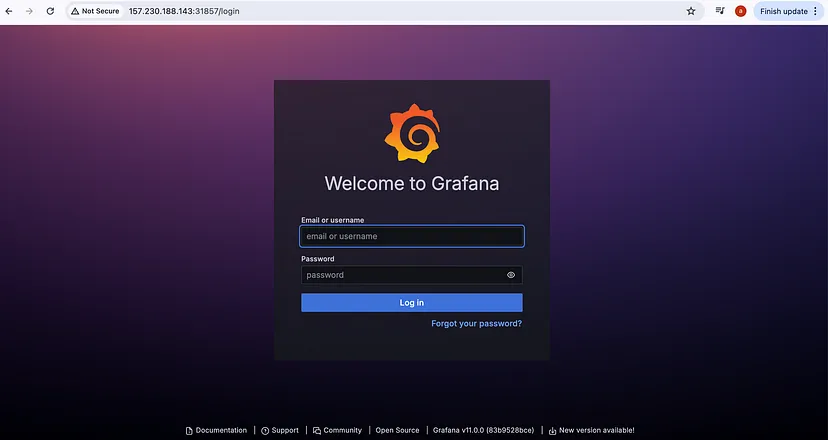 Not Secure 157.230.188.143:31857/login a Finish update
Welcome to Grafana
Email or username
email or username
Password
password
Log in
Forgot your password?
Documentation | Support | Community | Open Source | Grafana v11.0.0 (83b9528bce) | New version available!